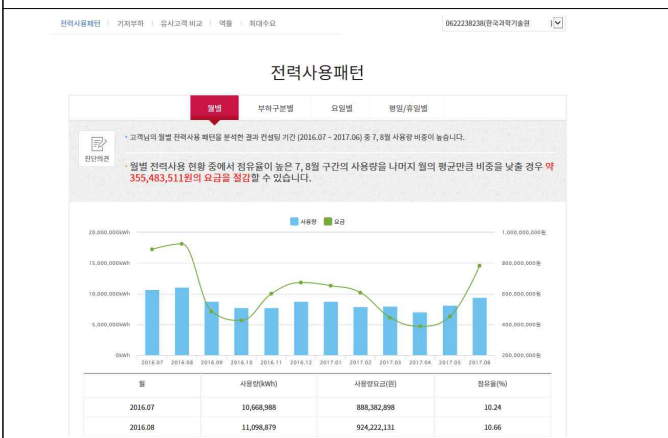 전력사용패턴 | 기저부하 | 유사고객 비교 | 역률 | 최대수요
0622238238(한국과학기술원 )
전력사용패턴
월별 부하구분별 요일별 평일/휴일별
진단의견
· 고객님의 월별 전력사용 패턴을 분석한 결과 컨설팅 기간 (2016.07 ~ 2017.06) 중 7, 8월 사용량 비중이 높습니다.
· 월별 전력사용 현황 중에서 점유율이 높은 7, 8월 구간의 사용량을 나머지 월의 평균만큼 비중을 낮출 경우 약
355,483,511원의 요금을 절감할 수 있습니다.
사용량 요금
20,000,000kWh 1,000,000,000원
15,000,000kWh 800,000,000원
10,000,000kWh 600,000,000원
5,000,000kWh 400,000,000원
0kWh 200,000,000원
2016.07 2016.08 2016.09 2016.10 2016.11 2016.12 2017.01 2017.02 2017.03 2017.04 2017.05 2017.06
월 사용량(kWh) 사용량요금(원) 점유율(%)
2016.07 10,668,988 888,382,898 10.24
2016.08 11,098,879 924,222,131 10.66